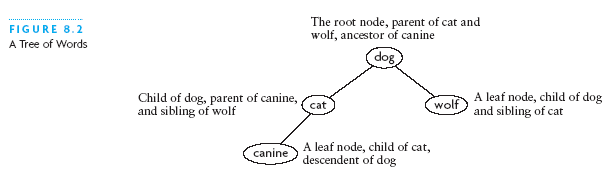 FIGURE 8.2
A Tree of Words
The root node, parent of cat and
wolf, ancestor of canine
dog
Child of dog, parent of canine,
and sibling of wolf
cat
wolf
A leaf node, child of dog
and sibling of cat
canine
A leaf node, child of cat,
descendent of dog